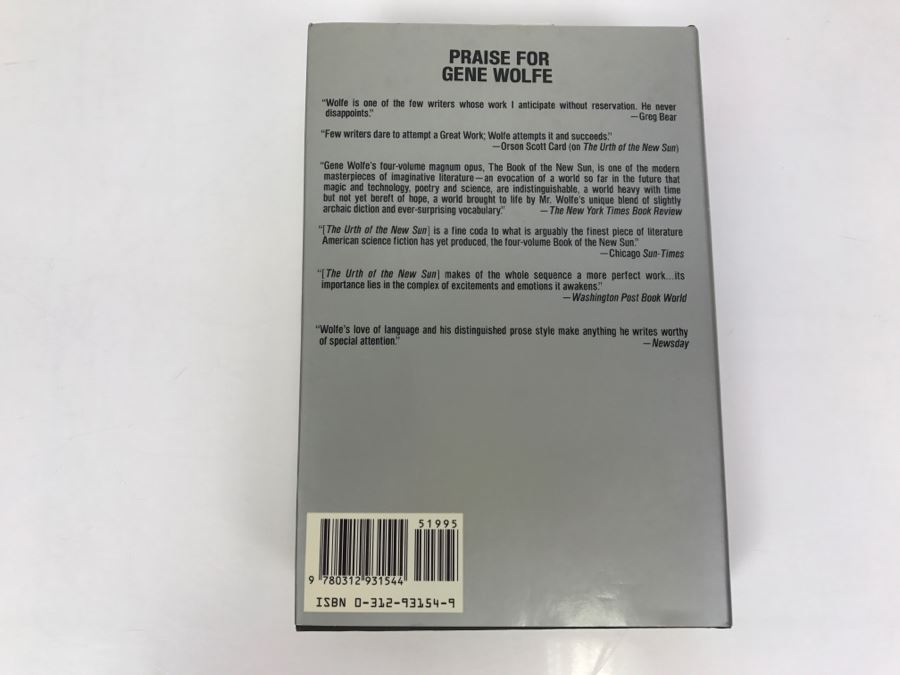 PRAISE FOR
GENE WOLFE
"Wolfe is one of the few writers whose work I anticipate without reservation. He never
disappoints."
—Greg Bear
"Few writers dare to attempt a Great Work; Wolfe attempts it and succeeds."
—Orson Scott Card (on The Urth of the New Sun)
"Gene Wolfe's four-volume magnum opus, The Book of the New Sun, is one of the modern
masterpieces of imaginative literature—an evocation of a world so far in the future that
magic and technology, poetry and science, are indistinguishable, a world heavy with time
but not yet bereft of hope, a world brought to life by Mr. Wolfe's unique blend of slightly
archaic diction and ever-surprising vocabulary." —The New York Times Book Review
"[The Urth of the New Sun] is a fine coda to what is arguably the finest piece of literature
American science fiction has yet produced, the four-volume Book of the New Sun."
—Chicago Sun-Times
"[The Urth of the New Sun] makes of the whole sequence a more perfect work...its
importance lies in the complex of excitements and emotions it awakens."
—Washington Post Book World
"Wolfe's love of language and his distinguished prose style make anything he writes worthy
of special attention."
—Newsday
51995
9 780312 931544
ISBN 0-312-93154-9